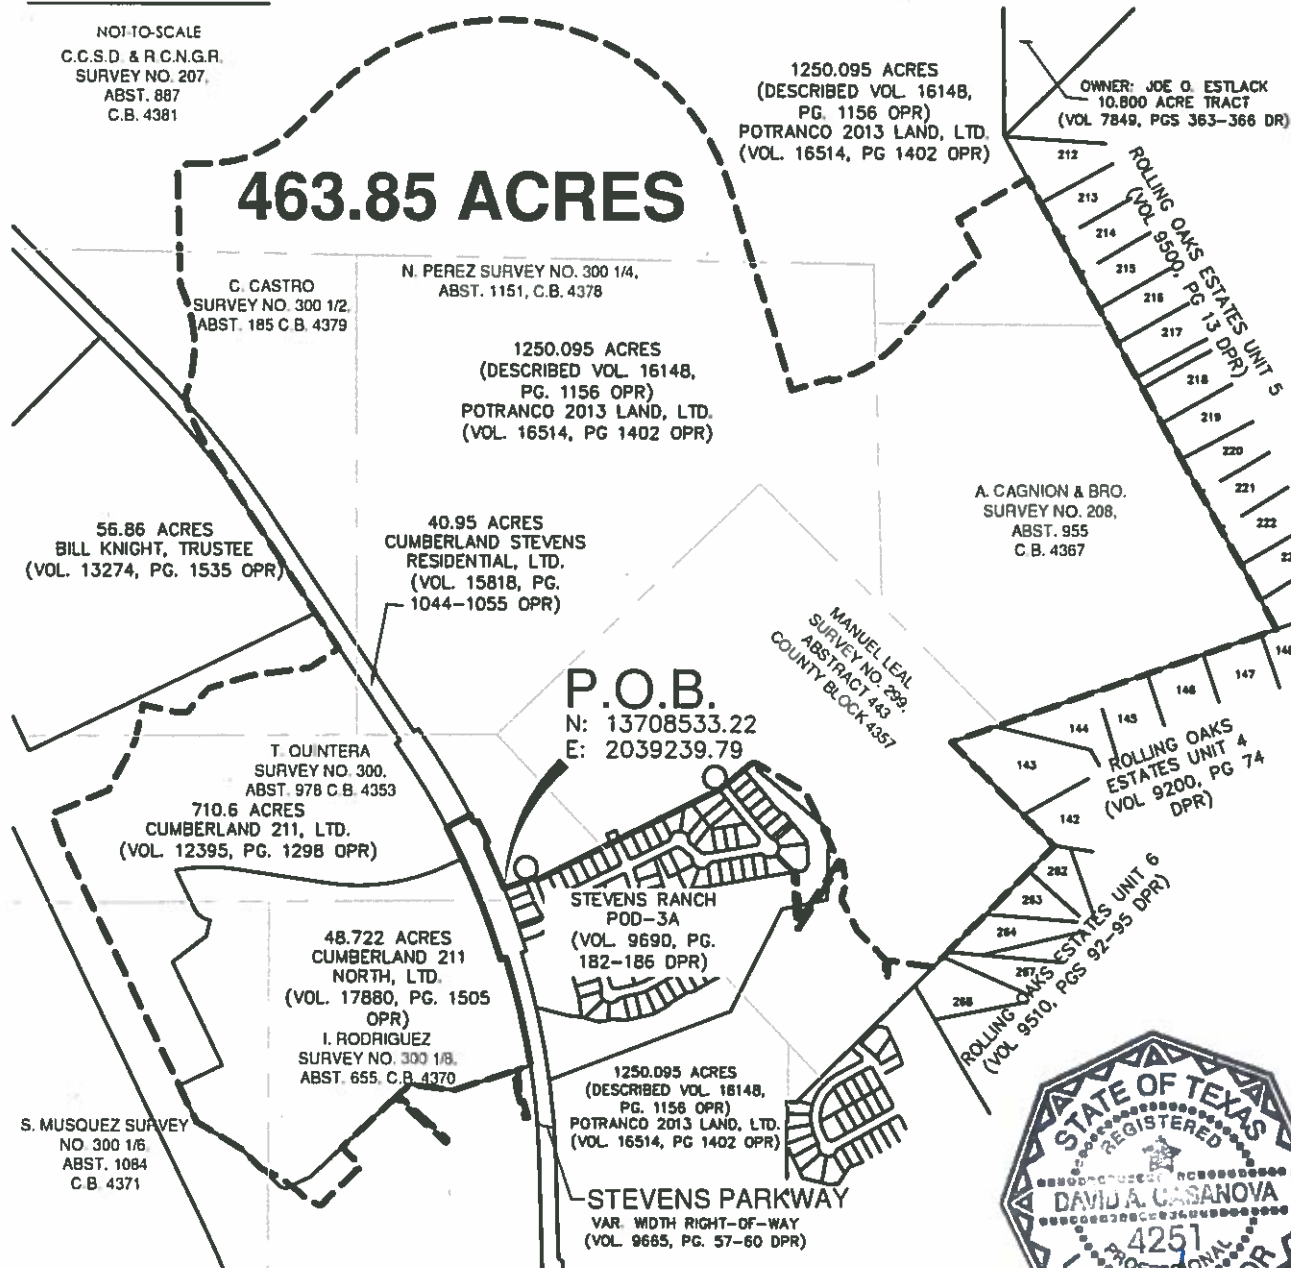 NOT-TO-SCALE
C.C.S.D. & R.C.N.G.R.
SURVEY NO. 207,
ABST. 887
C.B. 4381
1250.095 ACRES
(DESCRIBED VOL. 16148,
PG. 1156 OPR)
POTRANCO 2013 LAND, LTD.
(VOL. 16514, PG 1402 OPR)
OWNER: JOE O. ESTLACK
10.800 ACRE TRACT
(VOL 7849, PGS 363-366 DR)
463.85 ACRES
212
213
214
215
216
217
218
219
220
221
222
ROLLING OAKS ESTATES UNIT 5
(VOL 9500, PG 13 DPR)
C. CASTRO
SURVEY NO. 300 1/2,
ABST. 185 C.B. 4379
N. PEREZ SURVEY NO. 300 1/4,
ABST. 1151, C.B. 4378
1250.095 ACRES
(DESCRIBED VOL. 16148,
PG. 1156 OPR)
POTRANCO 2013 LAND, LTD.
(VOL. 16514, PG 1402 OPR)
A. CAGNION & BRO.
SURVEY NO. 208,
ABST. 955
C.B. 4367
56.86 ACRES
BILL KNIGHT, TRUSTEE
(VOL. 13274, PG. 1535 OPR)
40.95 ACRES
CUMBERLAND STEVENS
RESIDENTIAL, LTD.
(VOL. 15818, PG.
1044-1055 OPR)
MANUEL LEAL
SURVEY NO. 299,
ABSTRACT 443
COUNTY BLOCK 4357
P.O.B.
N: 13708533.22
E: 2039239.79
148
147
146
145
144
143
142
ROLLING OAKS
ESTATES UNIT 4
(VOL 9200, PG 74
DPR)
T. QUINTERA
SURVEY NO. 300,
ABST. 978 C.B. 4353
710.6 ACRES
CUMBERLAND 211, LTD.
(VOL. 12395, PG. 1298 OPR)
STEVENS RANCH
POD-3A
(VOL. 9690, PG.
182-186 DPR)
262
263
264
267
268
ROLLING OAKS ESTATES UNIT 6
(VOL 9510, PGS 92-95 DPR)
48.722 ACRES
CUMBERLAND 211
NORTH, LTD.
(VOL. 17880, PG. 1505
OPR)
I. RODRIGUEZ
SURVEY NO. 300 1/8,
ABST. 655, C.B. 4370
1250.095 ACRES
(DESCRIBED VOL. 16148,
PG. 1156 OPR)
POTRANCO 2013 LAND, LTD.
(VOL. 16514, PG 1402 OPR)
S. MUSQUEZ SURVEY
NO. 300 1/6,
ABST. 1084
C.B. 4371
STEVENS PARKWAY
VAR. WIDTH RIGHT-OF-WAY
(VOL. 9665, PG. 57-60 DPR)
STATE OF TEXAS
REGISTERED
DAVID A. CASANOVA
4251